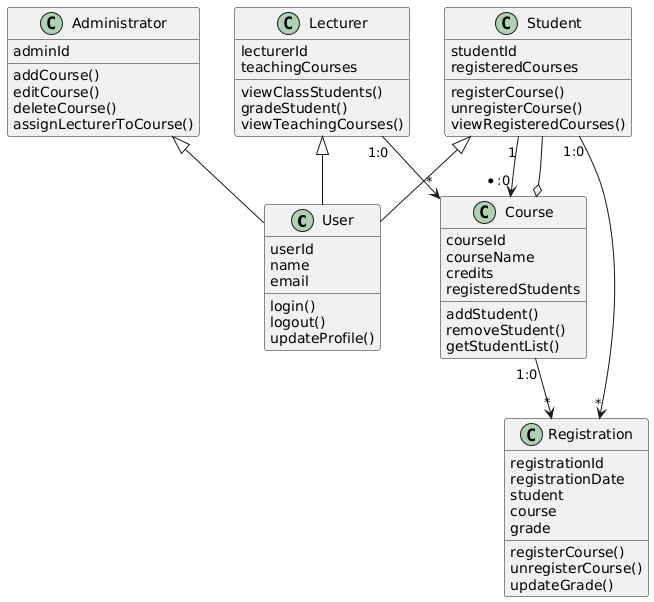 C Administrator
adminId
addCourse()
editCourse()
deleteCourse()
assignLecturerToCourse()
C Lecturer
lecturerId
teachingCourses
viewClassStudents()
gradeStudent()
viewTeachingCourses()
C Student
studentId
registeredCourses
registerCourse()
unregisterCourse()
viewRegisteredCourses()
1:0
*
1
*:0
1:0
C User
userId
name
email
login()
logout()
updateProfile()
C Course
courseId
courseName
credits
registeredStudents
addStudent()
removeStudent()
getStudentList()
1:0
*
*
C Registration
registrationId
registrationDate
student
course
grade
registerCourse()
unregisterCourse()
updateGrade()